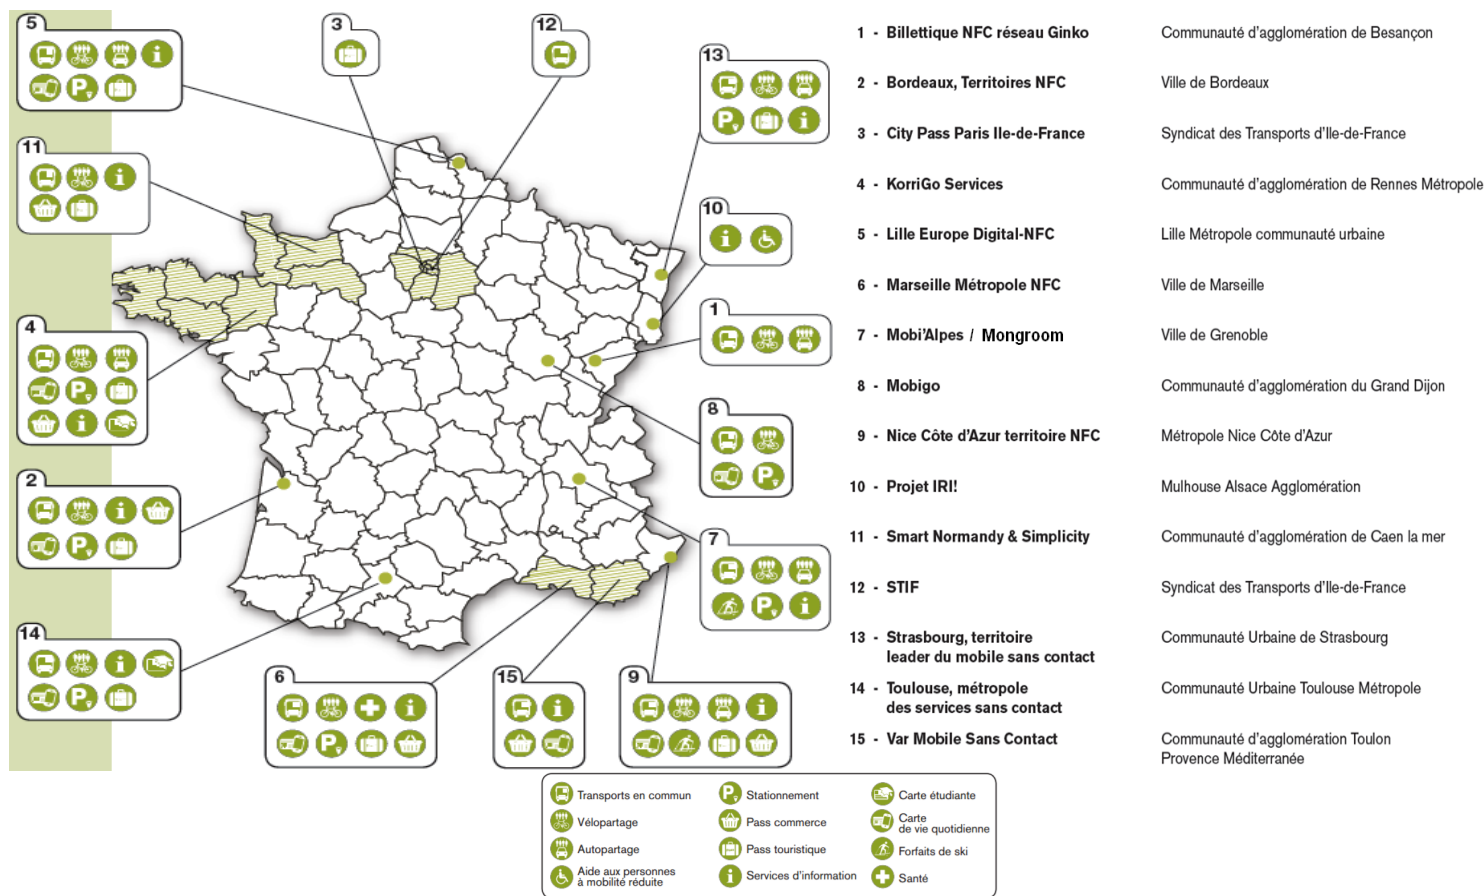 5
3
12
13
11
10
4
1
8
2
7
14
6
15
9
1 - Billettique NFC réseau Ginko Communauté d'agglomération de Besançon
2 - Bordeaux, Territoires NFC Ville de Bordeaux
3 - City Pass Paris Ile-de-France Syndicat des Transports d'Ile-de-France
4 - KorriGo Services Communauté d'agglomération de Rennes Métropole
5 - Lille Europe Digital-NFC Lille Métropole communauté urbaine
6 - Marseille Métropole NFC Ville de Marseille
7 - Mobi'Alpes / Mongroom Ville de Grenoble
8 - Mobigo Communauté d'agglomération du Grand Dijon
9 - Nice Côte d'Azur territoire NFC Métropole Nice Côte d'Azur
10 - Projet IRI! Mulhouse Alsace Agglomération
11 - Smart Normandy & Simplicity Communauté d'agglomération de Caen la mer
12 - STIF Syndicat des Transports d'Ile-de-France
13 - Strasbourg, territoire Communauté Urbaine de Strasbourg
leader du mobile sans contact
14 - Toulouse, métropole Communauté Urbaine Toulouse Métropole
des services sans contact
15 - Var Mobile Sans Contact Communauté d'agglomération Toulon
Provence Méditerranée
Transports en commun
Vélopartage
Autopartage
Aide aux personnes
à mobilité réduite
Stationnement
Pass commerce
Pass touristique
Services d'information
Carte étudiante
Carte
de vie quotidienne
Forfaits de ski
Santé